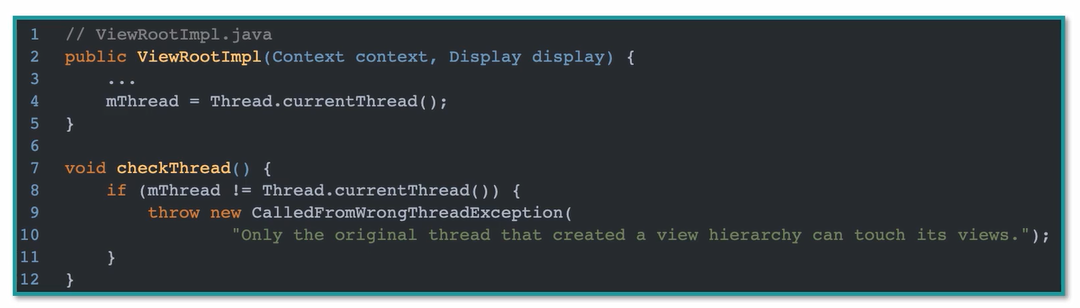 1 // ViewRootImpl.java
2 public ViewRootImpl(Context context, Display display) {
3     ...
4     mThread = Thread.currentThread();
5 }
6
7 void checkThread() {
8     if (mThread != Thread.currentThread()) {
9         throw new CalledFromWrongThreadException(
10                 "Only the original thread that created a view hierarchy can touch its views.");
11     }
12 }